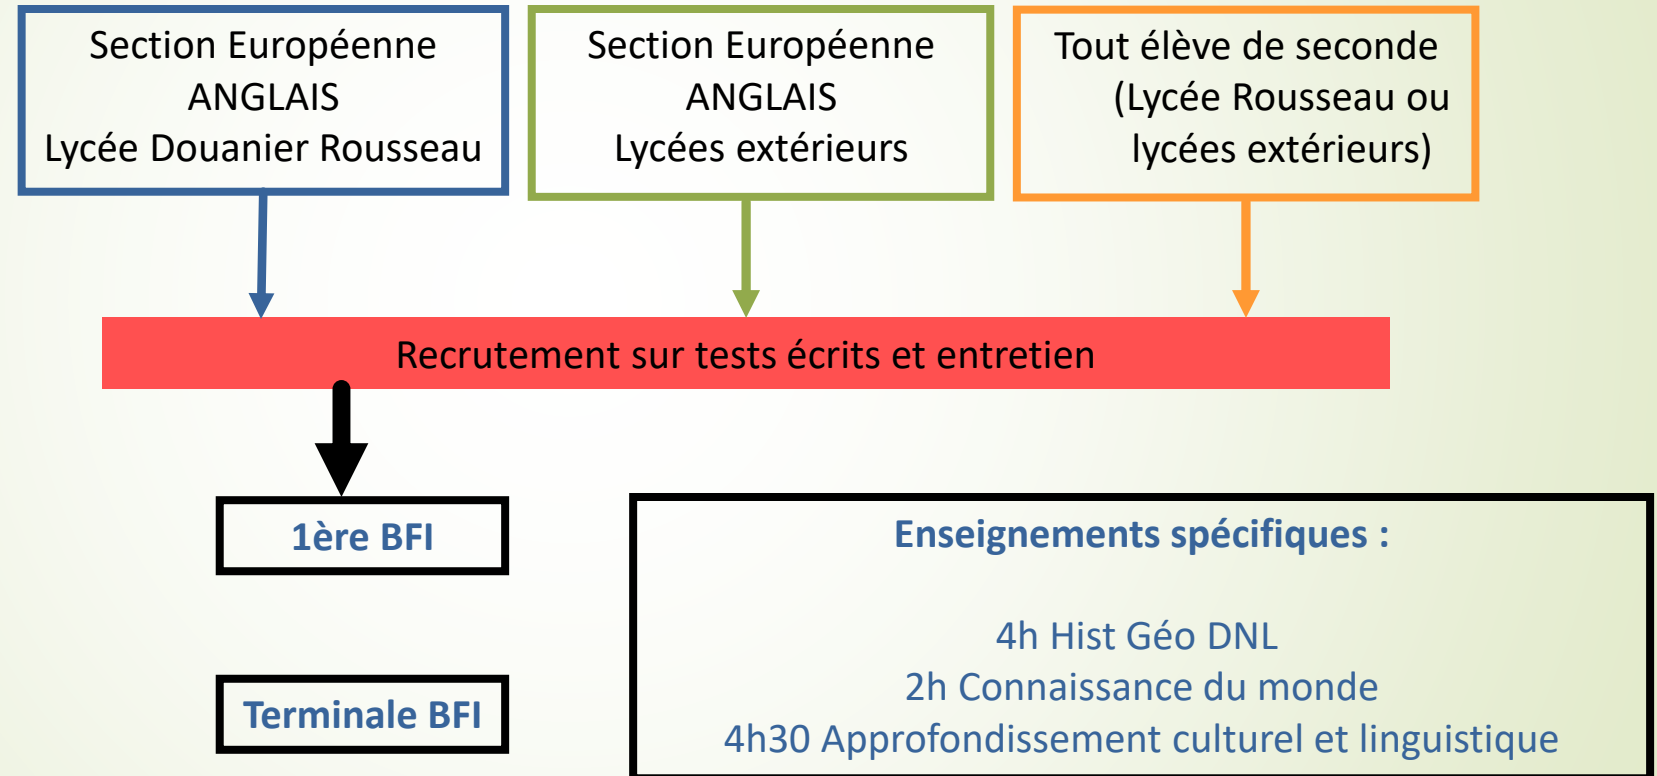 Section Européenne
ANGLAIS
Lycée Douanier Rousseau
Section Européenne
ANGLAIS
Lycées extérieurs
Tout élève de seconde
(Lycée Rousseau ou
lycées extérieurs)
Recrutement sur tests écrits et entretien
1ère BFI
Terminale BFI
Enseignements spécifiques :
4h Hist Géo DNL
2h Connaissance du monde
4h30 Approfondissement culturel et linguistique